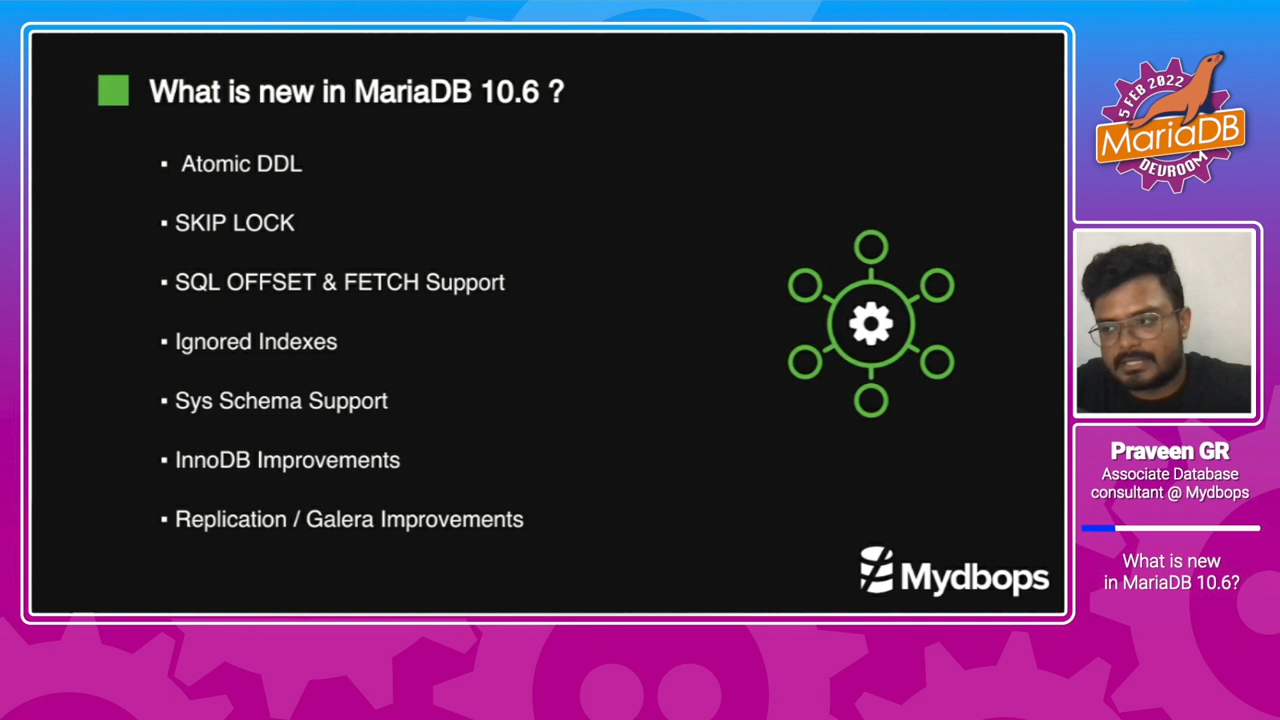 What is new in MariaDB 10.6 ?
▪ Atomic DDL
▪ SKIP LOCK
▪ SQL OFFSET & FETCH Support
▪ Ignored Indexes
▪ Sys Schema Support
▪ InnoDB Improvements
▪ Replication / Galera Improvements
Mydbops
5 FEB 2022
MariaDB
DEVROOM
Praveen GR
Associate Database
consultant @ Mydbops
What is new
in MariaDB 10.6?